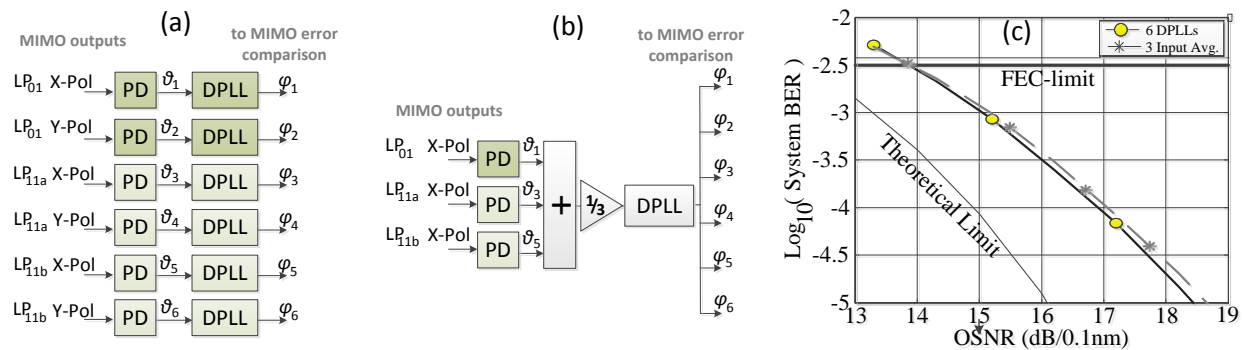 (a)
MIMO outputs
to MIMO error
comparison
LP01 X-Pol PD ϑ1 DPLL φ1
LP01 Y-Pol PD ϑ2 DPLL φ2
LP11a X-Pol PD ϑ3 DPLL φ3
LP11a Y-Pol PD ϑ4 DPLL φ4
LP11b X-Pol PD ϑ5 DPLL φ5
LP11b Y-Pol PD ϑ6 DPLL φ6
(b)
to MIMO error
comparison
MIMO outputs
LP01 X-Pol PD ϑ1
LP11a X-Pol PD ϑ3
LP11b X-Pol PD ϑ5
+
1/3
DPLL
φ1
φ2
φ3
φ4
φ5
φ6
(c)
6 DPLLs
3 Input Avg.
FEC-limit
Theoretical Limit
Log10( System BER )
-2
-2.5
-3
-3.5
-4
-4.5
-5
13 14 15 16 17 18 19
OSNR (dB/0.1nm)